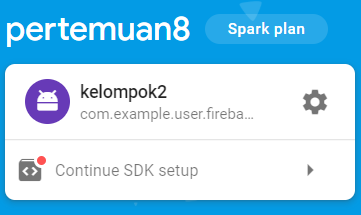 pertemuan8 Spark plan
kelompok2
com.example.user.fireba...
Continue SDK setup